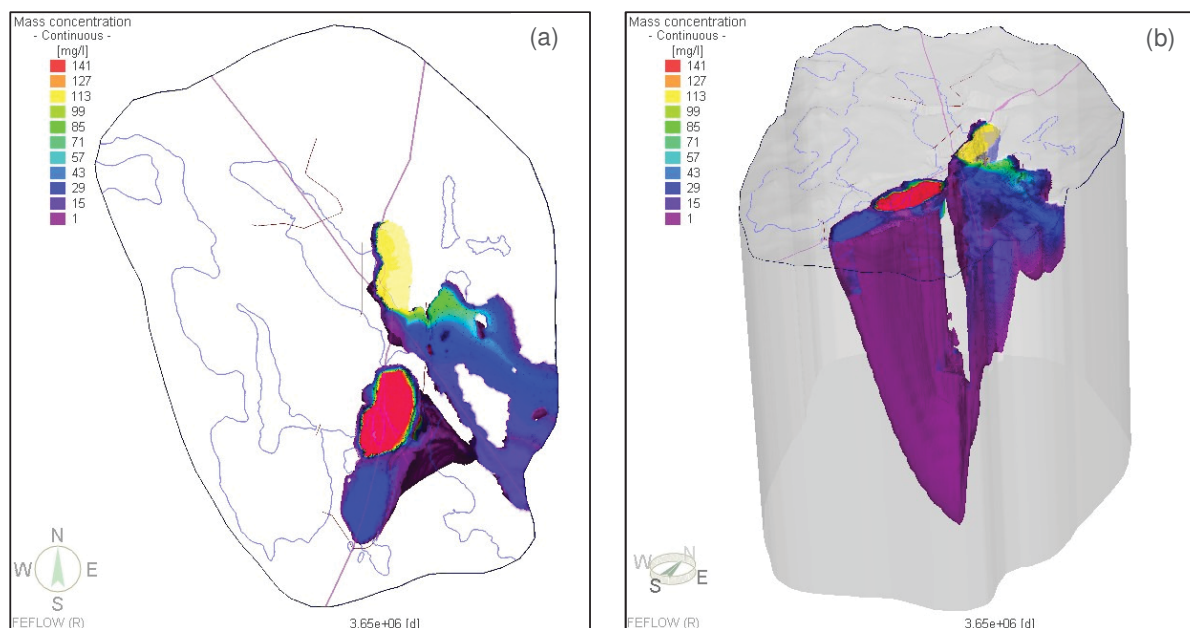 Mass concentration
- Continuous -
[mg/l]
141
127
113
99
85
71
57
43
29
15
1
(a)
N
W E
S
FEFLOW (R)
3.65e+06 [d]
Mass concentration
- Continuous -
[mg/l]
141
127
113
99
85
71
57
43
29
15
1
(b)
N
W
S
E
FEFLOW (R)
3.65e+06 [d]